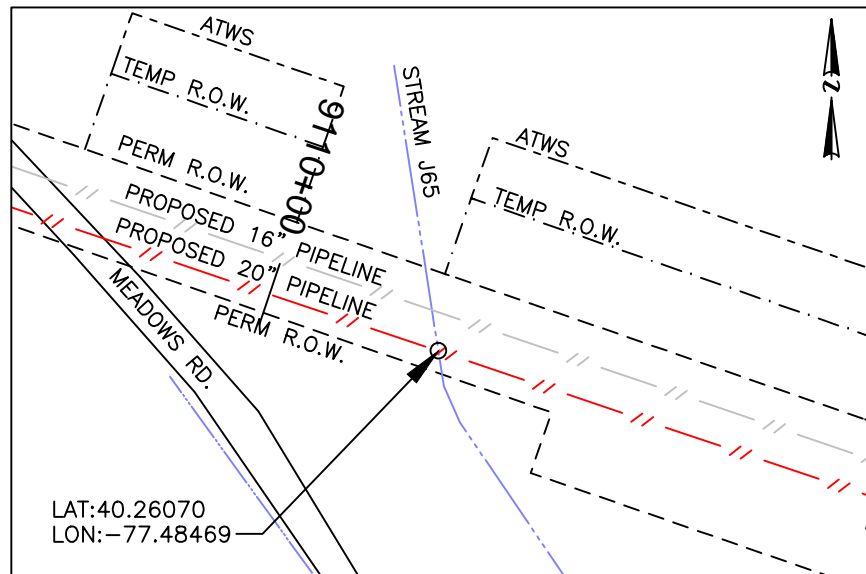 ATWS
TEMP R.O.W.
PERM R.O.W.
9110+00
STREAM J65
N
ATWS
TEMP R.O.W.
PROPOSED 16" PIPELINE
PROPOSED 20" PIPELINE
PERM R.O.W.
MEADOWS RD.
LAT:40.26070
LON:-77.48469